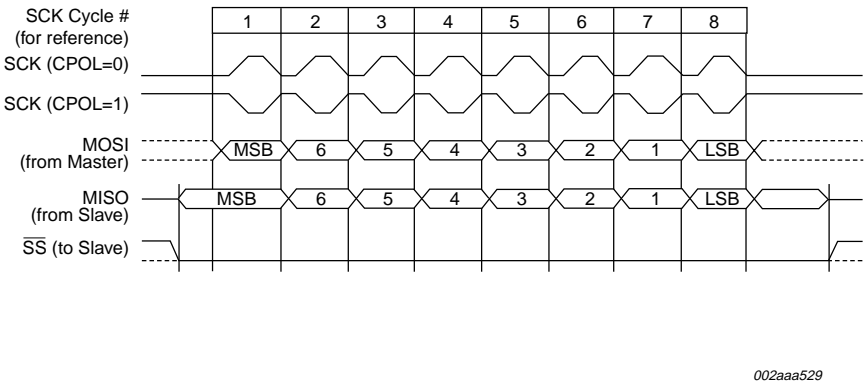 SCK Cycle # 1 2 3 4 5 6 7 8
(for reference)
SCK (CPOL=0)
SCK (CPOL=1)
MOSI MSB 6 5 4 3 2 1 LSB
(from Master)
MISO MSB 6 5 4 3 2 1 LSB
(from Slave)
SS (to Slave)
002aaa529